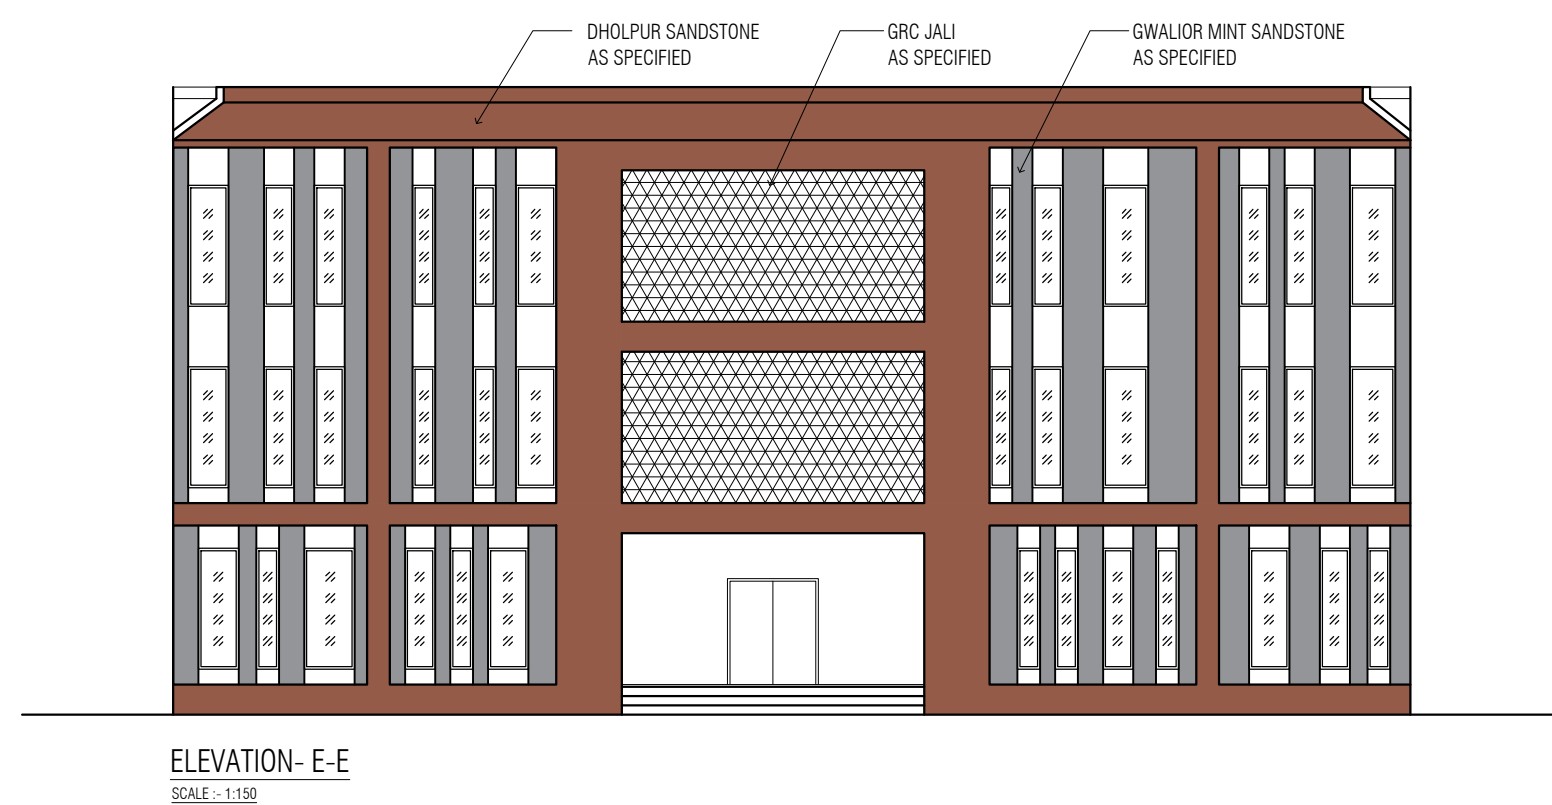 DHOLPUR SANDSTONE
AS SPECIFIED
GRC JALI
AS SPECIFIED
GWALIOR MINT SANDSTONE
AS SPECIFIED
ELEVATION- E-E
SCALE :- 1:150